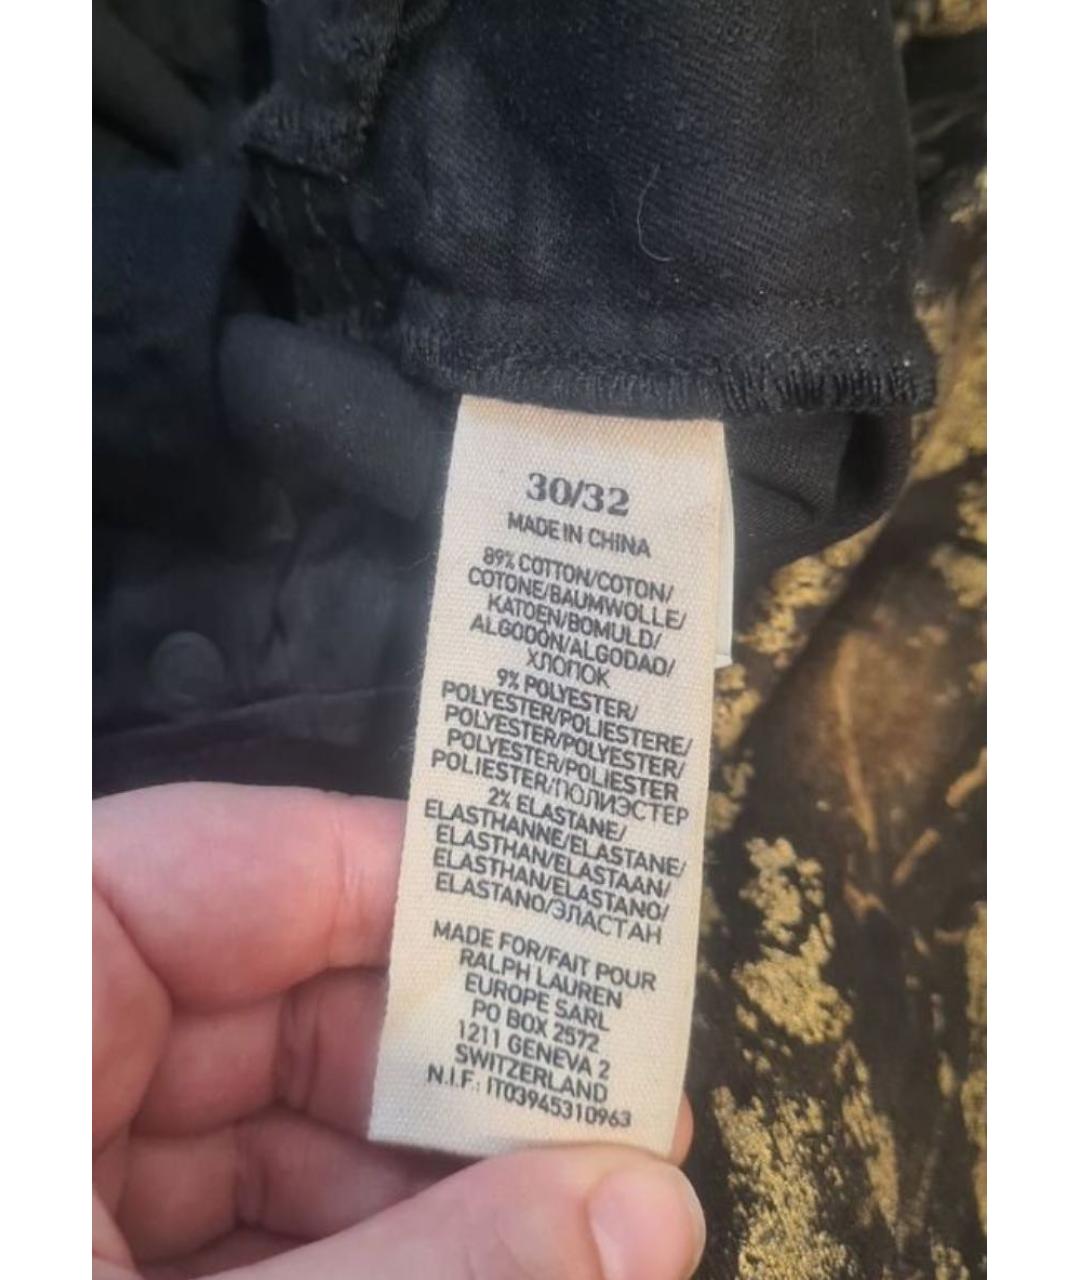 30/32
MADE IN CHINA
89% COTTON/COTON/
COTONE/BAUMWOLLE/
KATOEN/BOMULD/
ALGODÓN/ALGODAO/
ХЛОПОК
9% POLYESTER/
POLYESTER/POLIESTERE/
POLYESTER/POLYESTER/
POLYESTER/POLIESTER
POLIESTER/ПОЛИЭСТЕР
2% ELASTANE/
ELASTHANNE/ELASTANE/
ELASTHAN/ELASTAAN/
ELASTHAN/ELASTANO/
ELASTANO/ЭЛАСТАН
MADE FOR/FAIT POUR
RALPH LAUREN
EUROPE SARL
PO BOX 2572
1211 GENEVA 2
SWITZERLAND
N.I.F.: IT03945310963